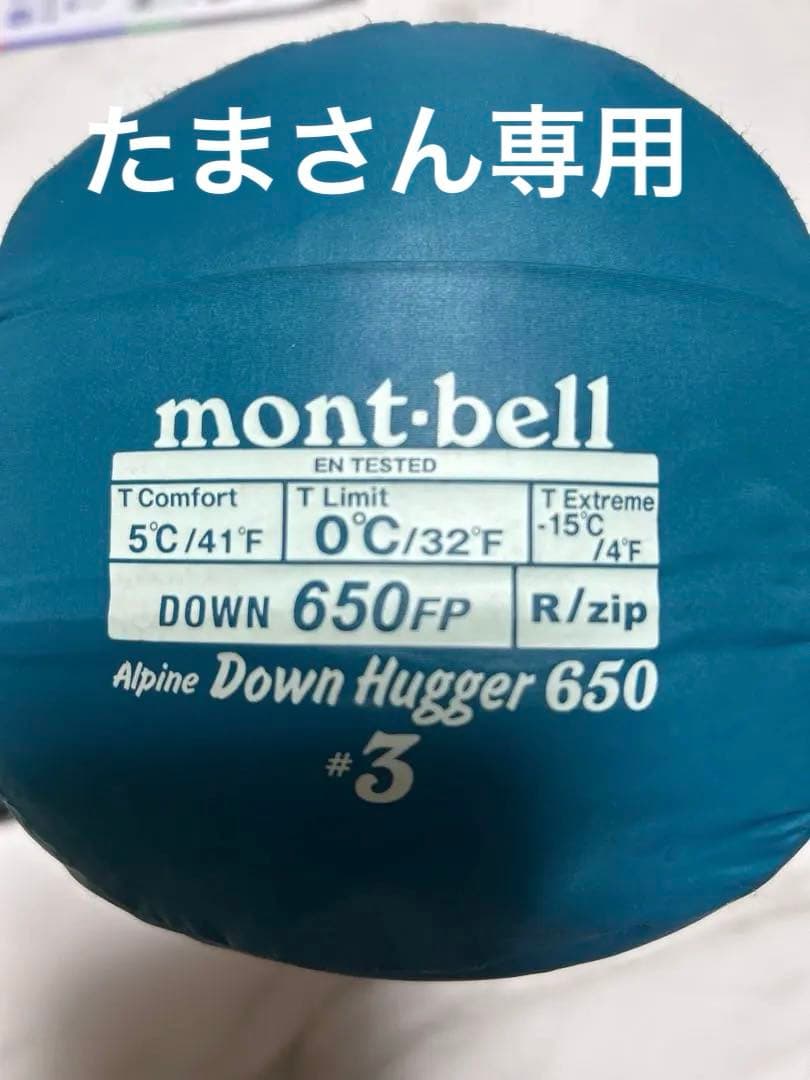 たまさん専用
mont·bell
EN TESTED
T Comfort T Limit T Extreme
5℃/41°F 0℃/32°F -15℃/4°F
DOWN 650FP R/zip
Alpine Down Hugger 650
#3